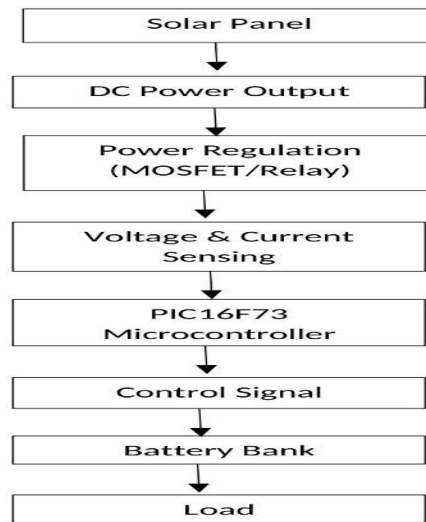 Solar Panel
DC Power Output
Power Regulation
(MOSFET/Relay)
Voltage & Current
Sensing
PIC16F73
Microcontroller
Control Signal
Battery Bank
Load